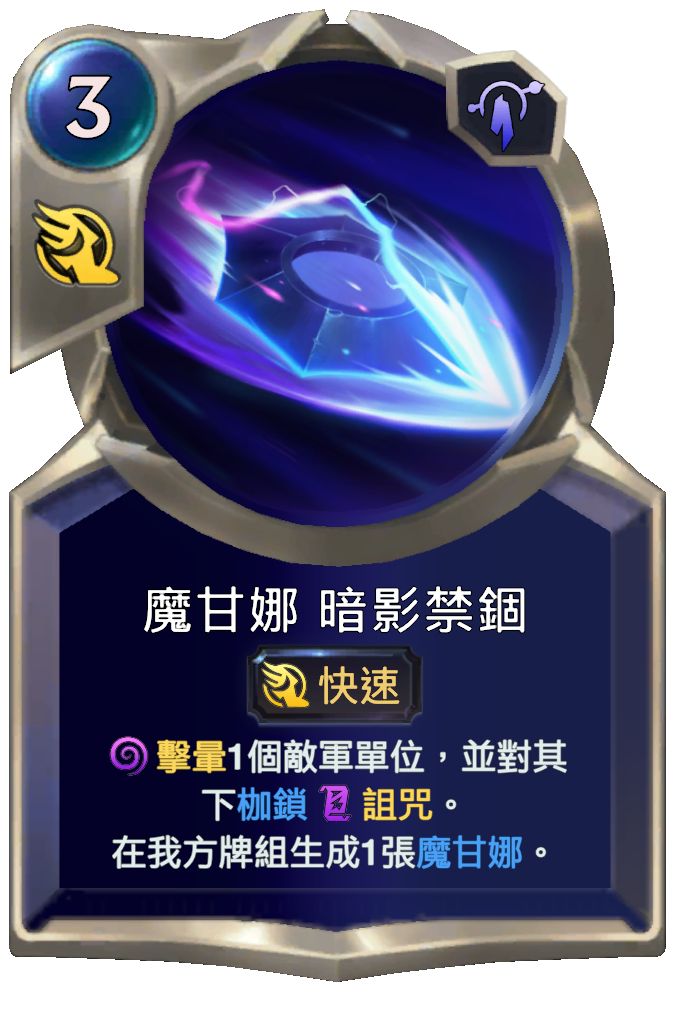 3
魔甘娜 暗影禁錮
快速
擊暈1個敵軍單位，並對其
下枷鎖 詛咒。
在我方牌組生成1張魔甘娜。